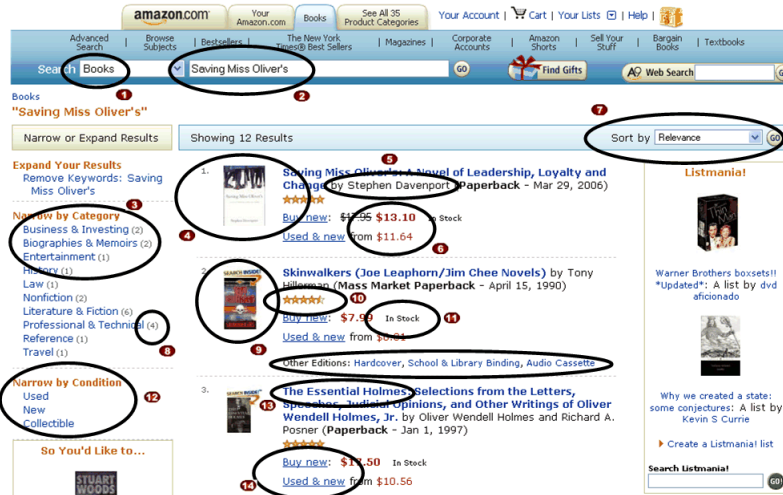 amazon.com
Your Amazon.com
Books
See All 35 Product Categories
Your Account | Cart | Your Lists | Help |
Advanced Search | Browse Subjects | Bestsellers | The New York Times® Best Sellers | Magazines | Corporate Accounts | Amazon Shorts | Sell Your Stuff | Bargain Books | Textbooks
Search Books Saving Miss Oliver's GO Find Gifts A9 Web Search
1
2
Books
"Saving Miss Oliver's"
7
Narrow or Expand Results
Showing 12 Results
Sort by Relevance GO
Expand Your Results
Remove Keywords: Saving
Miss Oliver's
3
Narrow by Category
Business & Investing (2)
Biographies & Memoirs (2)
Entertainment (1)
History (1)
Law (1)
Nonfiction (2)
Literature & Fiction (6)
Professional & Technical (4)
Reference (1)
Travel (1)
8
Narrow by Condition
12
Used
New
Collectible
So You'd Like to...
STUART
WOODS
1.
5
Saving Miss Oliver's: A Novel of Leadership, Loyalty and
Change by Stephen Davenport (Paperback - Mar 29, 2006)
4
Buy new: $17.95 $13.10 In Stock
Used & new from $11.64
6
2.
SEARCH INSIDE!
Skinwalkers (Joe Leaphorn/Jim Chee Novels) by Tony
Hillerman (Mass Market Paperback - April 15, 1990)
10
Buy new: $7.99 In Stock
11
Used & new from $0.01
9
Other Editions: Hardcover, School & Library Binding, Audio Cassette
3.
SEARCH INSIDE!
13
The Essential Holmes: Selections from the Letters,
Speeches, Judicial Opinions, and Other Writings of Oliver
Wendell Holmes, Jr. by Oliver Wendell Holmes and Richard A.
Posner (Paperback - Jan 1, 1997)
Buy new: $17.50 In Stock
Used & new from $10.56
14
Listmania!
Warner Brothers boxsets!!
*Updated*: A list by dvd
aficionado
Why we created a state:
some conjectures: A list by
Kevin S Currie
Create a Listmania! list
Search Listmania!
GO